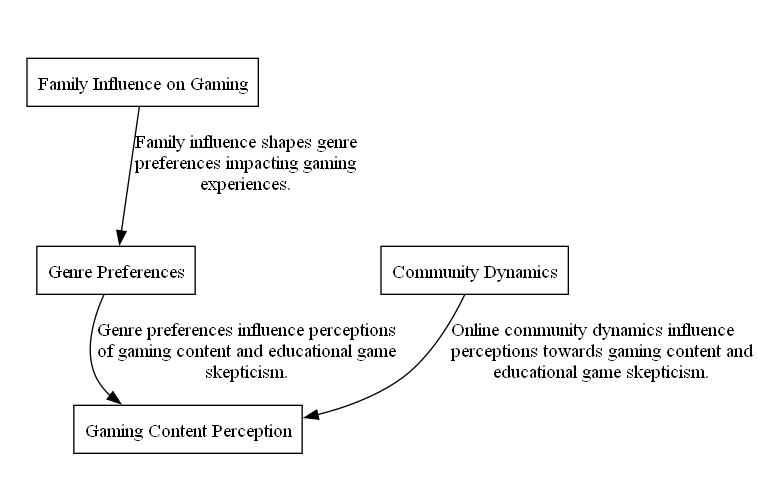 Family Influence on Gaming
Family influence shapes genre
preferences impacting gaming
experiences.
Genre Preferences
Community Dynamics
Genre preferences influence perceptions
of gaming content and educational game
skepticism.
Online community dynamics influence
perceptions towards gaming content and
educational game skepticism.
Gaming Content Perception